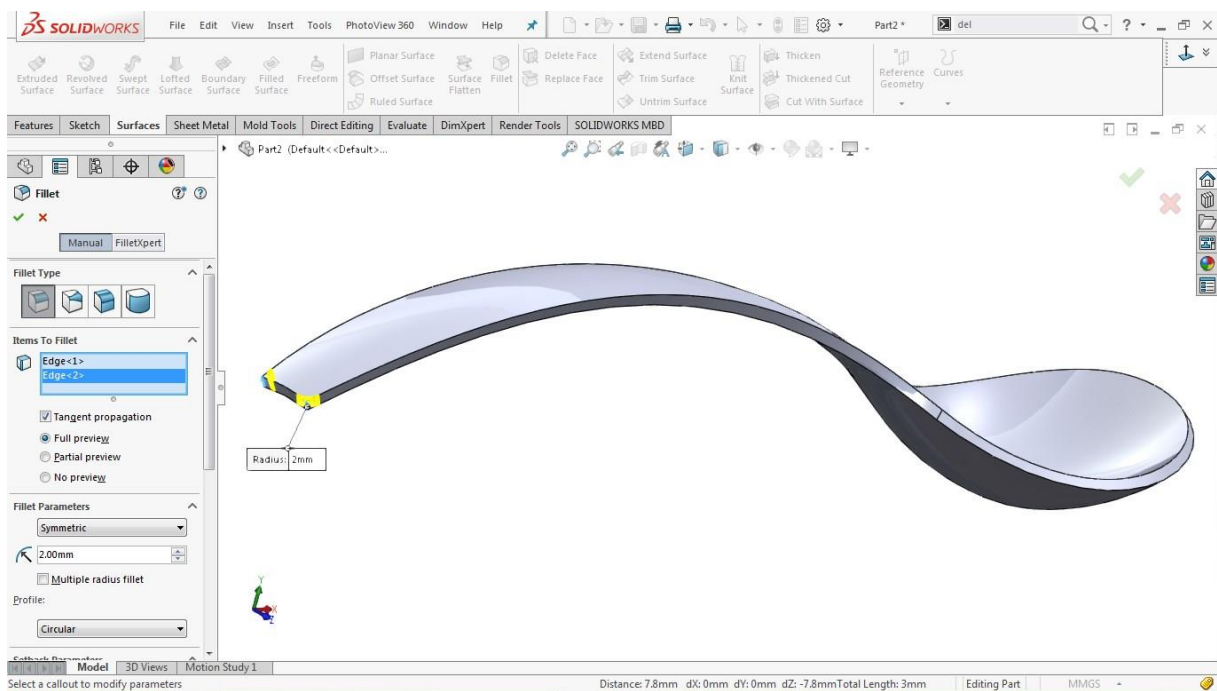 SOLIDWORKS File Edit View Insert Tools PhotoView 360 Window Help Part2 * del ?
Extruded Surface
Revolved Surface
Swept Surface
Lofted Surface
Boundary Surface
Filled Surface
Freeform
Planar Surface
Offset Surface
Ruled Surface
Surface Flatten
Fillet
Delete Face
Replace Face
Extend Surface
Trim Surface
Untrim Surface
Knit Surface
Thicken
Thickened Cut
Cut With Surface
Reference Geometry
Curves
Features Sketch Surfaces Sheet Metal Mold Tools Direct Editing Evaluate DimXpert Render Tools SOLIDWORKS MBD
Part2 (Default<<Default>...
Fillet
Manual FilletXpert
Fillet Type
Items To Fillet
Edge<1>
Edge<2>
Tangent propagation
Full preview
Partial preview
No preview
Radius: 2mm
Fillet Parameters
Symmetric
2.00mm
Multiple radius fillet
Profile:
Circular
Setback Parameters
Y
X
Z
Model 3D Views Motion Study 1
Select a callout to modify parameters Distance: 7.8mm dX: 0mm dY: 0mm dZ: -7.8mmTotal Length: 3mm Editing Part MMGS